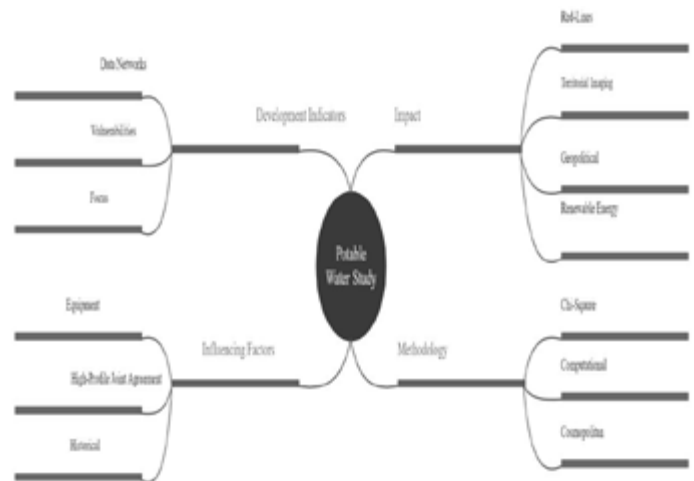 Data Networks
Vulnerabilities
Focus
Development Indicators
Impact
Red-Lines
Territorial Imaging
Geopolitical
Renewable Energy
Potable
Water Study
Equipment
High-Profile Joint Agreement
Historical
Influencing Factors
Methodology
Chi-Square
Computational
Cosmopolitan